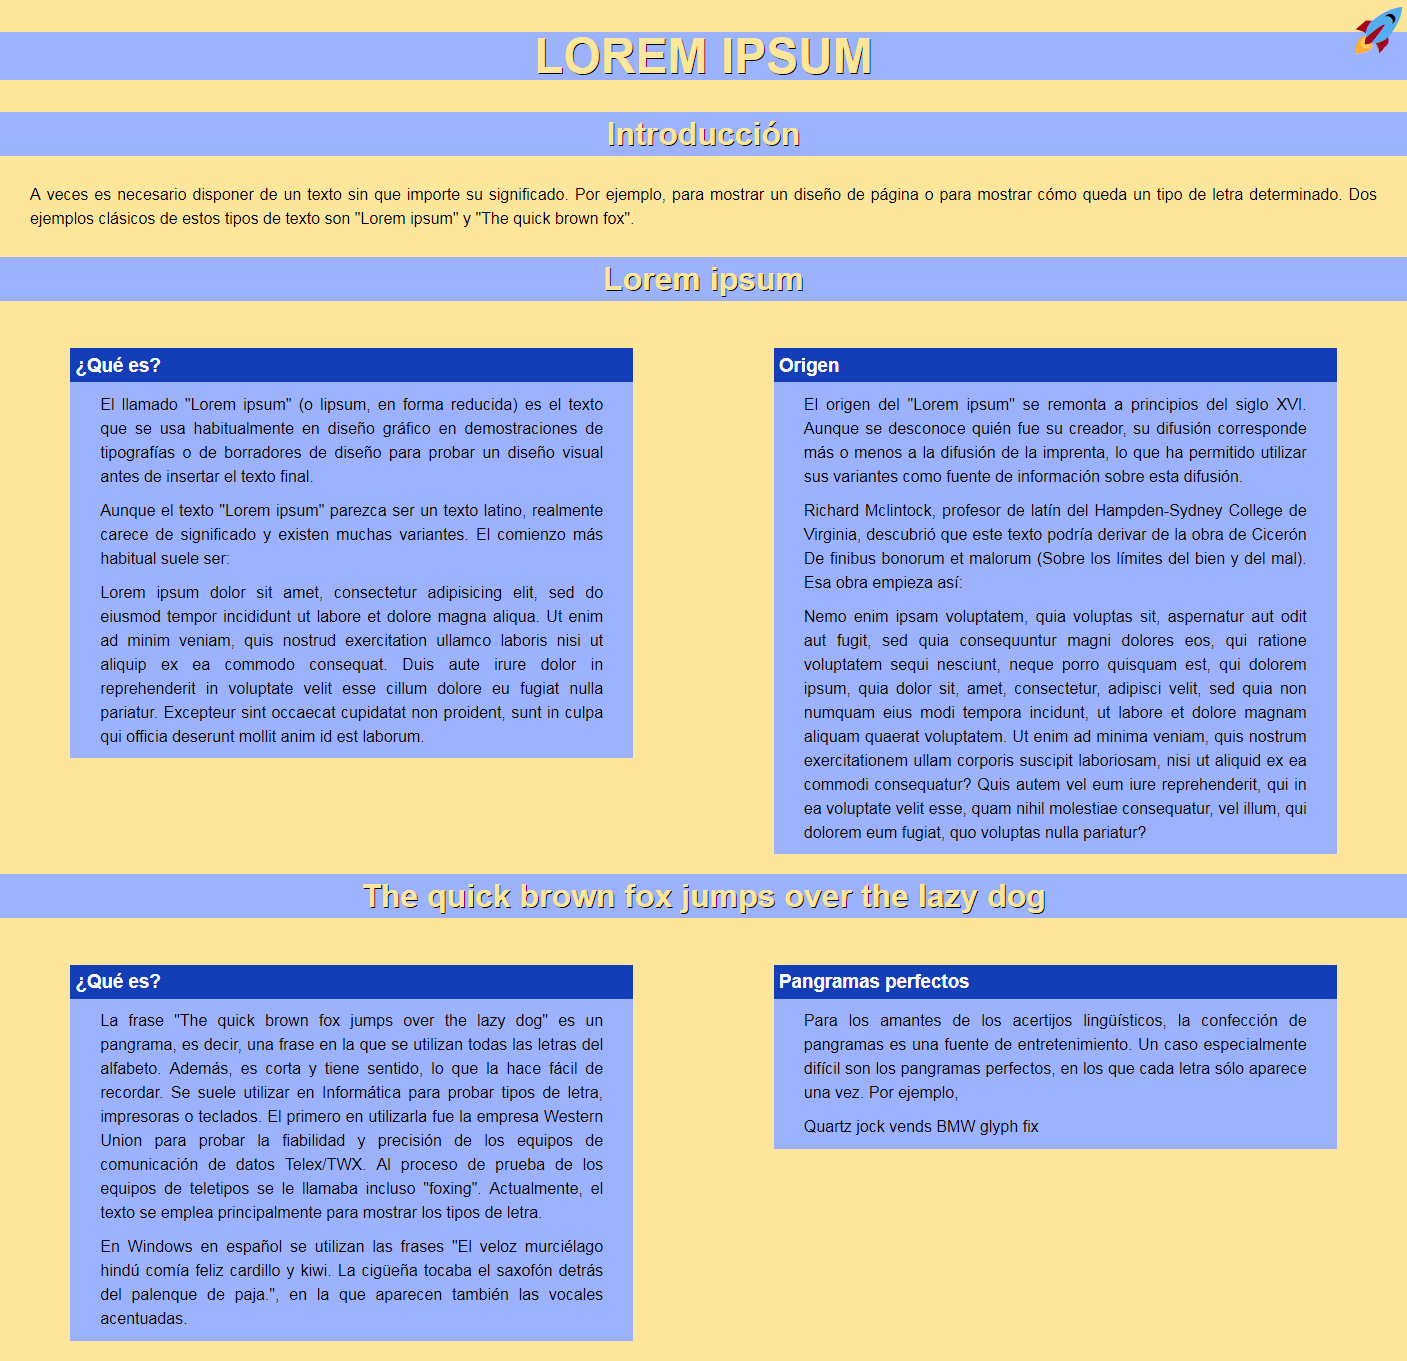 LOREM IPSUM
Introducción
A veces es necesario disponer de un texto sin que importe su significado. Por ejemplo, para mostrar un diseño de página o para mostrar cómo queda un tipo de letra determinado. Dos
ejemplos clásicos de estos tipos de texto son "Lorem ipsum" y "The quick brown fox".
Lorem ipsum
¿Qué es?
El llamado "Lorem ipsum" (o lipsum, en forma reducida) es el texto
que se usa habitualmente en diseño gráfico en demostraciones de
tipografías o de borradores de diseño para probar un diseño visual
antes de insertar el texto final.
Aunque el texto "Lorem ipsum" parezca ser un texto latino, realmente
carece de significado y existen muchas variantes. El comienzo más
habitual suele ser:
Lorem ipsum dolor sit amet, consectetur adipisicing elit, sed do
eiusmod tempor incididunt ut labore et dolore magna aliqua. Ut enim
ad minim veniam, quis nostrud exercitation ullamco laboris nisi ut
aliquip ex ea commodo consequat. Duis aute irure dolor in
reprehenderit in voluptate velit esse cillum dolore eu fugiat nulla
pariatur. Excepteur sint occaecat cupidatat non proident, sunt in culpa
qui officia deserunt mollit anim id est laborum.
Origen
El origen del "Lorem ipsum" se remonta a principios del siglo XVI.
Aunque se desconoce quién fue su creador, su difusión corresponde
más o menos a la difusión de la imprenta, lo que ha permitido utilizar
sus variantes como fuente de información sobre esta difusión.
Richard Mclintock, profesor de latín del Hampden-Sydney College de
Virginia, descubrió que este texto podría derivar de la obra de Cicerón
De finibus bonorum et malorum (Sobre los límites del bien y del mal).
Esa obra empieza así:
Nemo enim ipsam voluptatem, quia voluptas sit, aspernatur aut odit
aut fugit, sed quia consequuntur magni dolores eos, qui ratione
voluptatem sequi nesciunt, neque porro quisquam est, qui dolorem
ipsum, quia dolor sit, amet, consectetur, adipisci velit, sed quia non
numquam eius modi tempora incidunt, ut labore et dolore magnam
aliquam quaerat voluptatem. Ut enim ad minima veniam, quis nostrum
exercitationem ullam corporis suscipit laboriosam, nisi ut aliquid ex ea
commodi consequatur? Quis autem vel eum iure reprehenderit, qui in
ea voluptate velit esse, quam nihil molestiae consequatur, vel illum, qui
dolorem eum fugiat, quo voluptas nulla pariatur?
The quick brown fox jumps over the lazy dog
¿Qué es?
La frase "The quick brown fox jumps over the lazy dog" es un
pangrama, es decir, una frase en la que se utilizan todas las letras del
alfabeto. Además, es corta y tiene sentido, lo que la hace fácil de
recordar. Se suele utilizar en Informática para probar tipos de letra,
impresoras o teclados. El primero en utilizarla fue la empresa Western
Union para probar la fiabilidad y precisión de los equipos de
comunicación de datos Telex/TWX. Al proceso de prueba de los
equipos de teletipos se le llamaba incluso "foxing". Actualmente, el
texto se emplea principalmente para mostrar los tipos de letra.
En Windows en español se utilizan las frases "El veloz murciélago
hindú comía feliz cardillo y kiwi. La cigüeña tocaba el saxofón detrás
del palenque de paja.", en la que aparecen también las vocales
acentuadas.
Pangramas perfectos
Para los amantes de los acertijos lingüísticos, la confección de
pangramas es una fuente de entretenimiento. Un caso especialmente
difícil son los pangramas perfectos, en los que cada letra sólo aparece
una vez. Por ejemplo,
Quartz jock vends BMW glyph fix